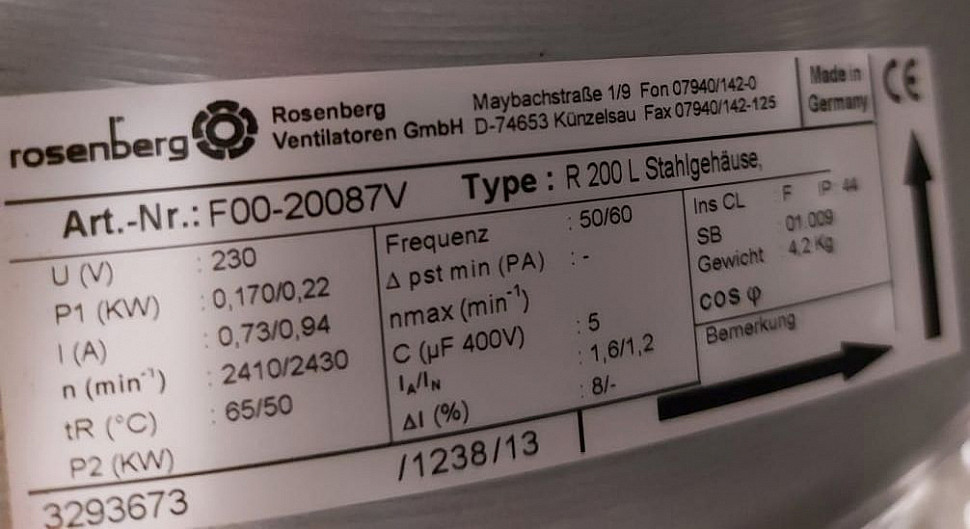 rosenberg
Rosenberg
Ventilatoren GmbH
Maybachstraße 1/9 Fon 07940/142-0
D-74653 Künzelsau Fax 07940/142-125
Made in
Germany
CE
Art.-Nr.: F00-20087V
Type : R 200 L Stahlgehäuse,
U (V) : 230
P1 (KW) : 0,170/0,22
I (A) : 0,73/0,94
n (min⁻¹) : 2410/2430
tR (°C) : 65/50
P2 (KW)
Frequenz : 50/60
Δ pst min (PA) : -
nmax (min⁻¹)
C (µF 400V) : 5
I_A/I_N : 1,6/1,2
ΔI (%) : 8/-
Ins CL F IP 44
SB 01.009
Gewicht 4,2 Kg
cos φ
Bemerkung
3293673
/1238/13